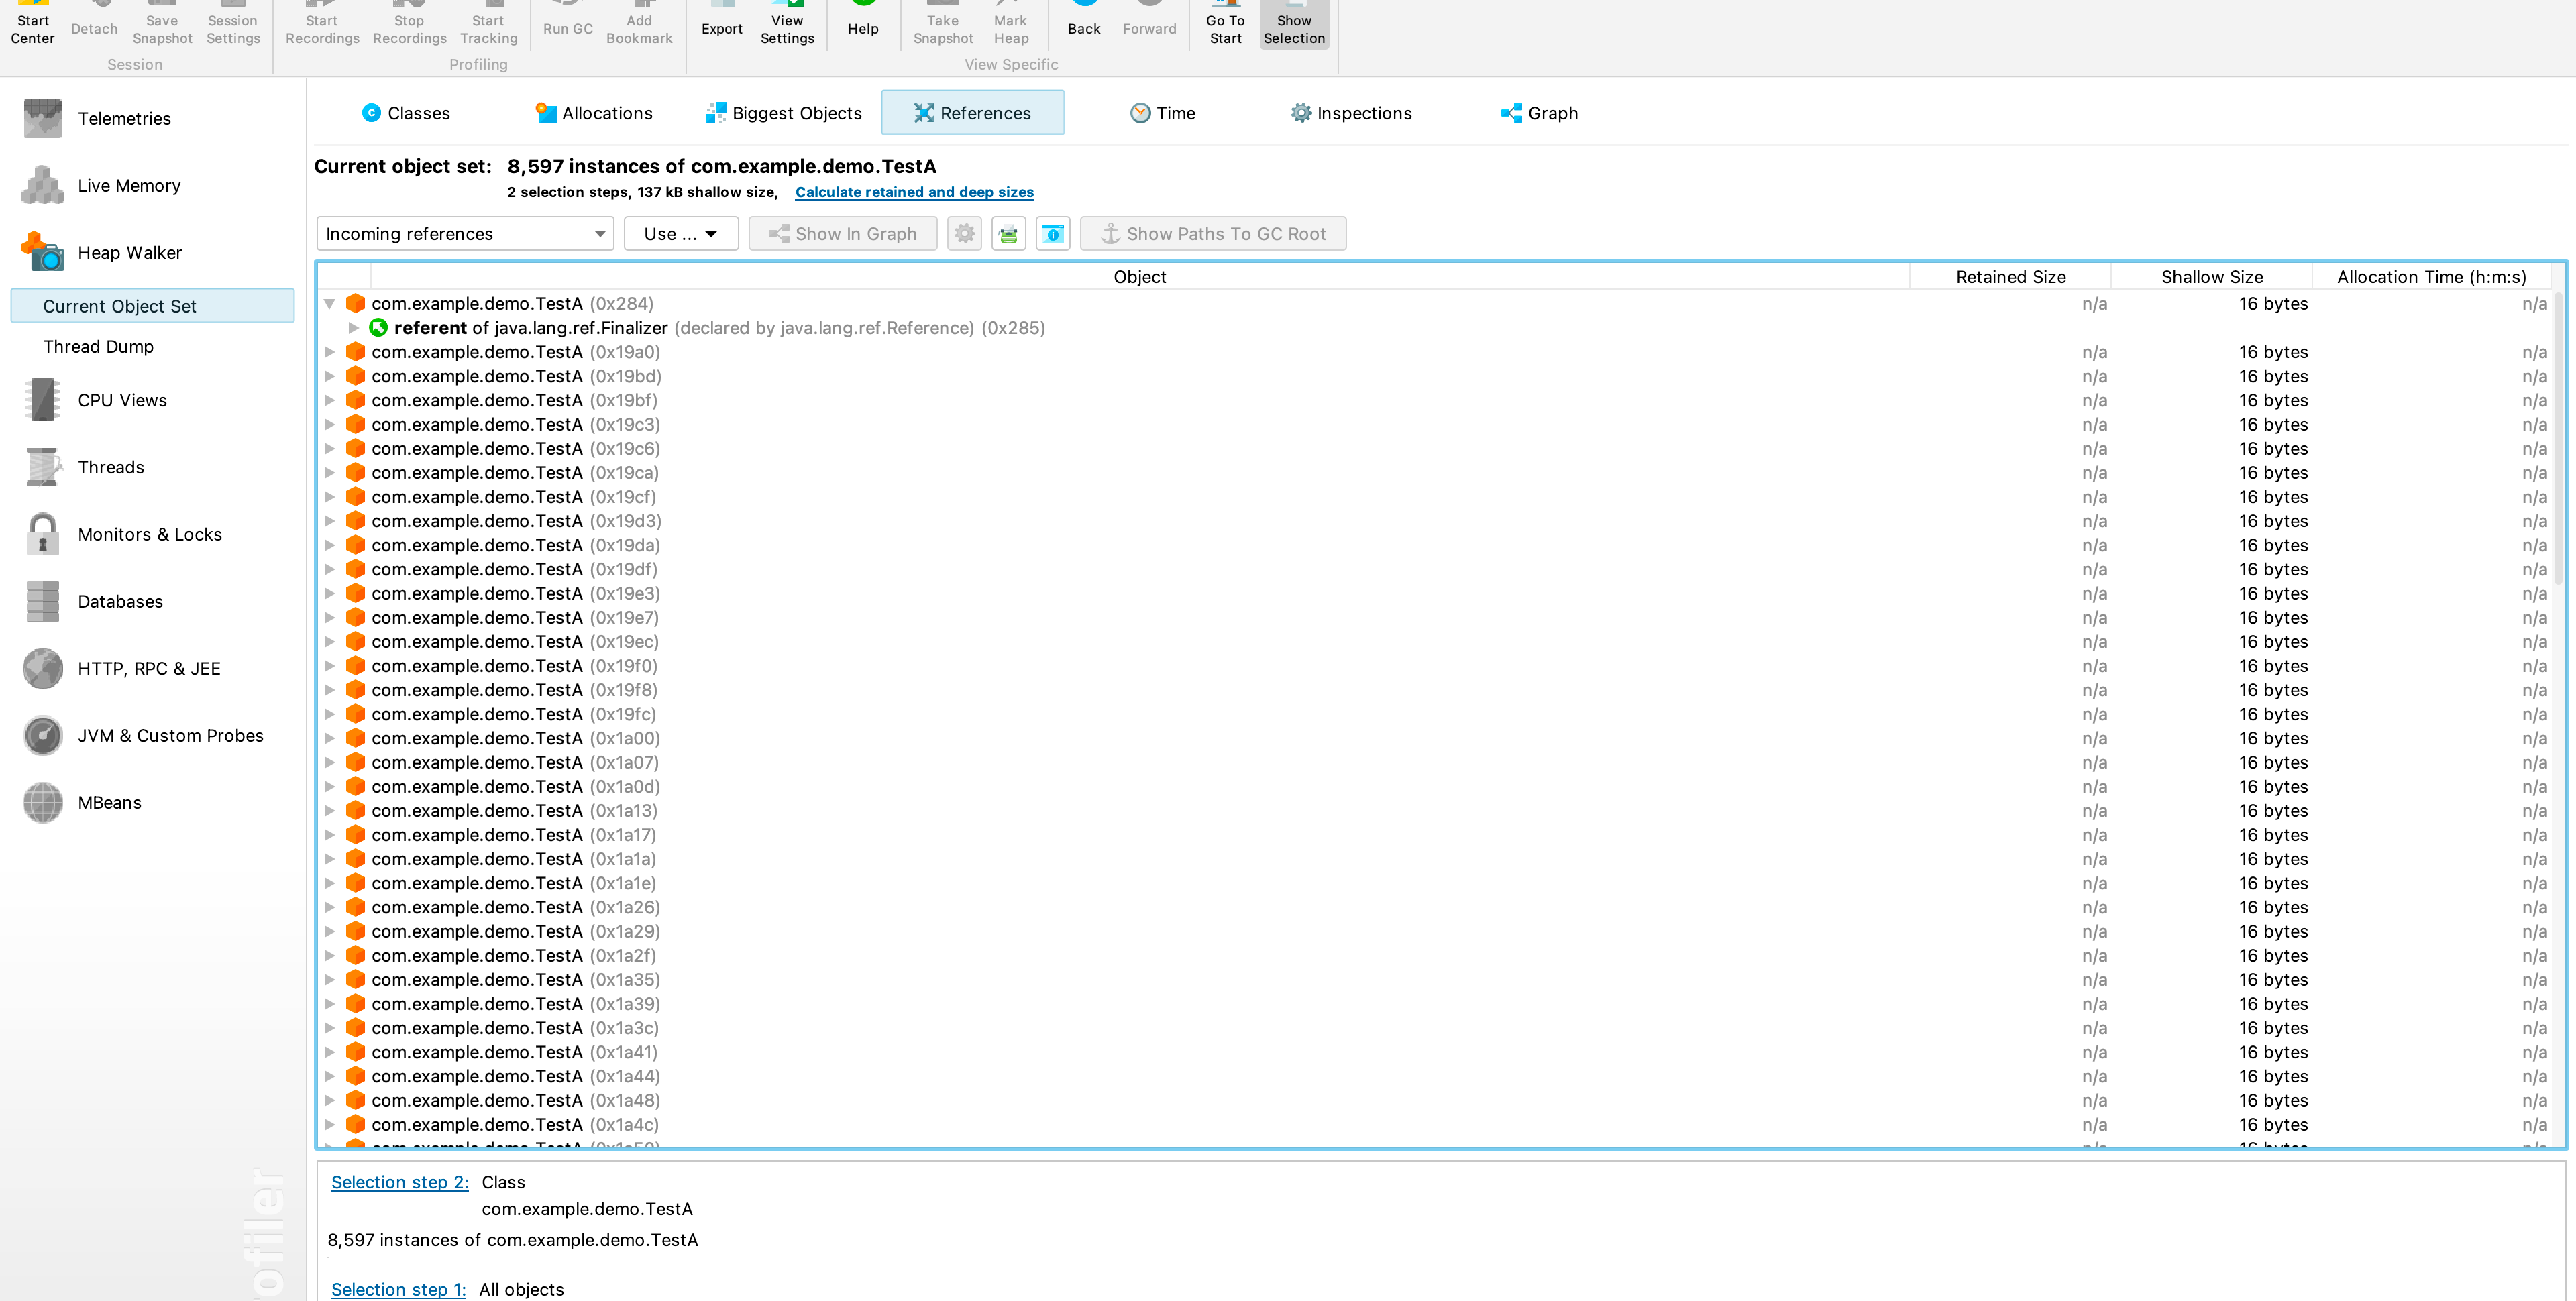 Start Center
Detach
Save Snapshot
Session Settings
Start Recordings
Stop Recordings
Start Tracking
Run GC
Add Bookmark
Export
View Settings
Help
Take Snapshot
Mark Heap
Back
Forward
Go To Start
Show Selection
Session
Profiling
View Specific
Telemetries
Live Memory
Heap Walker
Current Object Set
Thread Dump
CPU Views
Threads
Monitors & Locks
Databases
HTTP, RPC & JEE
JVM & Custom Probes
MBeans
Classes
Allocations
Biggest Objects
References
Time
Inspections
Graph
Current object set: 8,597 instances of com.example.demo.TestA
2 selection steps, 137 kB shallow size, Calculate retained and deep sizes
Incoming references
Use ...
Show In Graph
Show Paths To GC Root
Object Retained Size Shallow Size Allocation Time (h:m:s)
com.example.demo.TestA (0x284) n/a 16 bytes n/a
referent of java.lang.ref.Finalizer (declared by java.lang.ref.Reference) (0x285)
com.example.demo.TestA (0x19a0) n/a 16 bytes n/a
com.example.demo.TestA (0x19bd) n/a 16 bytes n/a
com.example.demo.TestA (0x19bf) n/a 16 bytes n/a
com.example.demo.TestA (0x19c3) n/a 16 bytes n/a
com.example.demo.TestA (0x19c6) n/a 16 bytes n/a
com.example.demo.TestA (0x19ca) n/a 16 bytes n/a
com.example.demo.TestA (0x19cf) n/a 16 bytes n/a
com.example.demo.TestA (0x19d3) n/a 16 bytes n/a
com.example.demo.TestA (0x19da) n/a 16 bytes n/a
com.example.demo.TestA (0x19df) n/a 16 bytes n/a
com.example.demo.TestA (0x19e3) n/a 16 bytes n/a
com.example.demo.TestA (0x19e7) n/a 16 bytes n/a
com.example.demo.TestA (0x19ec) n/a 16 bytes n/a
com.example.demo.TestA (0x19f0) n/a 16 bytes n/a
com.example.demo.TestA (0x19f8) n/a 16 bytes n/a
com.example.demo.TestA (0x19fc) n/a 16 bytes n/a
com.example.demo.TestA (0x1a00) n/a 16 bytes n/a
com.example.demo.TestA (0x1a07) n/a 16 bytes n/a
com.example.demo.TestA (0x1a0d) n/a 16 bytes n/a
com.example.demo.TestA (0x1a13) n/a 16 bytes n/a
com.example.demo.TestA (0x1a17) n/a 16 bytes n/a
com.example.demo.TestA (0x1a1a) n/a 16 bytes n/a
com.example.demo.TestA (0x1a1e) n/a 16 bytes n/a
com.example.demo.TestA (0x1a26) n/a 16 bytes n/a
com.example.demo.TestA (0x1a29) n/a 16 bytes n/a
com.example.demo.TestA (0x1a2f) n/a 16 bytes n/a
com.example.demo.TestA (0x1a35) n/a 16 bytes n/a
com.example.demo.TestA (0x1a39) n/a 16 bytes n/a
com.example.demo.TestA (0x1a3c) n/a 16 bytes n/a
com.example.demo.TestA (0x1a41) n/a 16 bytes n/a
com.example.demo.TestA (0x1a44) n/a 16 bytes n/a
com.example.demo.TestA (0x1a48) n/a 16 bytes n/a
com.example.demo.TestA (0x1a4c) n/a 16 bytes n/a
Selection step 2: Class
com.example.demo.TestA
8,597 instances of com.example.demo.TestA
Selection step 1: All objects
ofiler